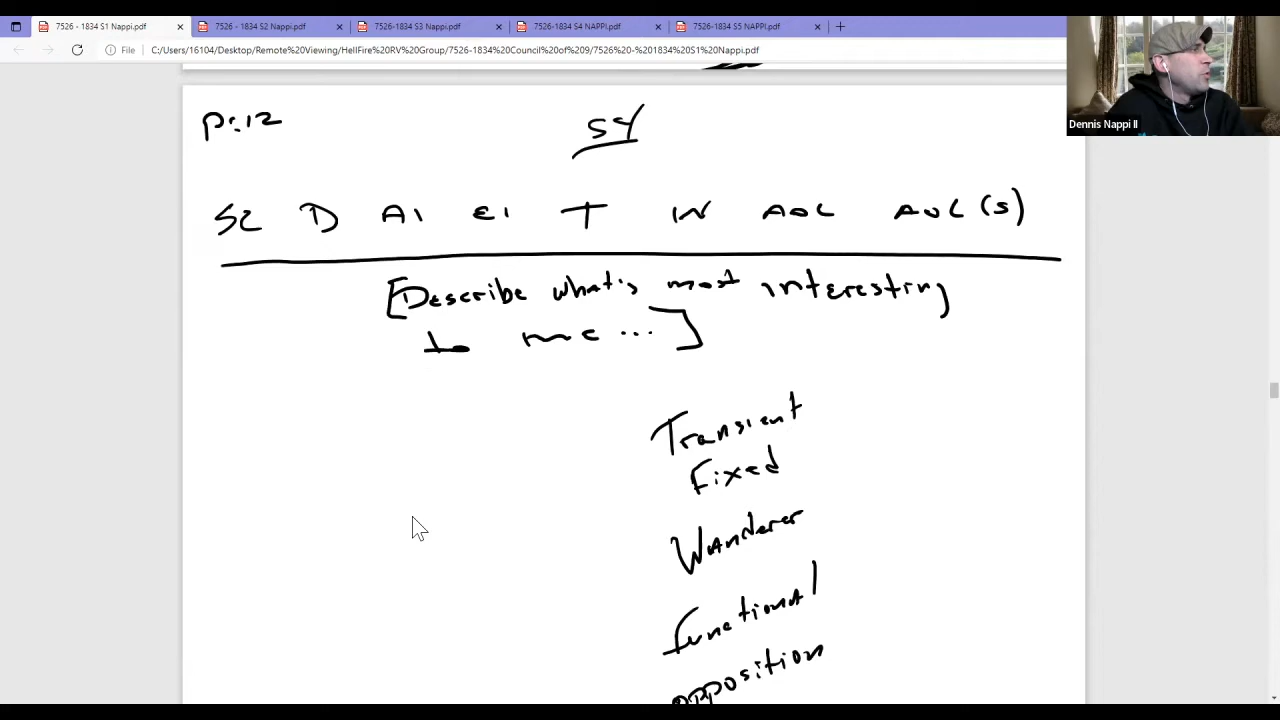 7526 - 1834 S1 Nappi.pdf
7526 - 1834 S2 Nappi.pdf
7526-1834 S3 Nappi.pdf
7526-1834 S4 NAPPI.pdf
7526-1834 S5 NAPPI.pdf
File C:/Users/16104/Desktop/Remote%20Viewing/HellFire%20RV%20Group/7526-1834%20Council%20of%209/7526%20-%201834%20S1%20Nappi.pdf
Dennis Nappi II
P:12
S4
S2 D AI EI T IN AOL AOL (s)
[Describe what's most interesting
to me ...]
Transient
Fixed
Wanderer
functional
opposition